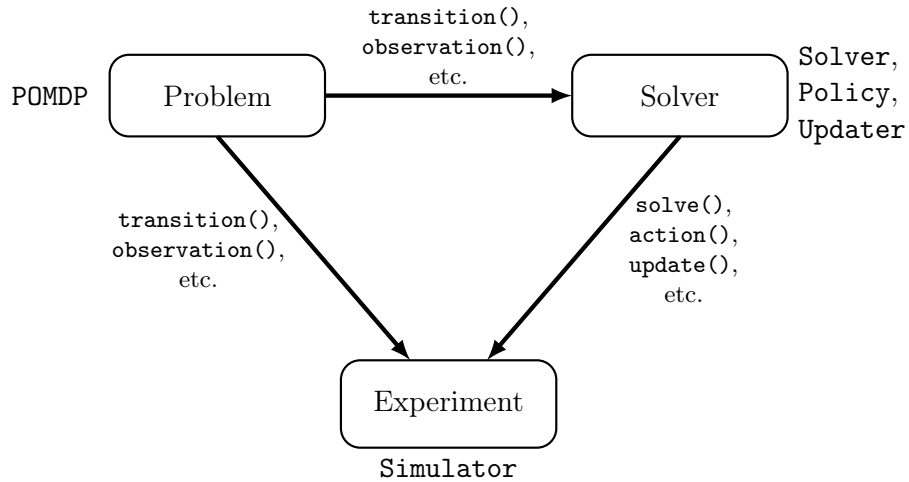 transition(),
observation(),
etc.
POMDP
Problem
Solver
Solver,
Policy,
Updater
transition(),
observation(),
etc.
solve(),
action(),
update(),
etc.
Experiment
Simulator